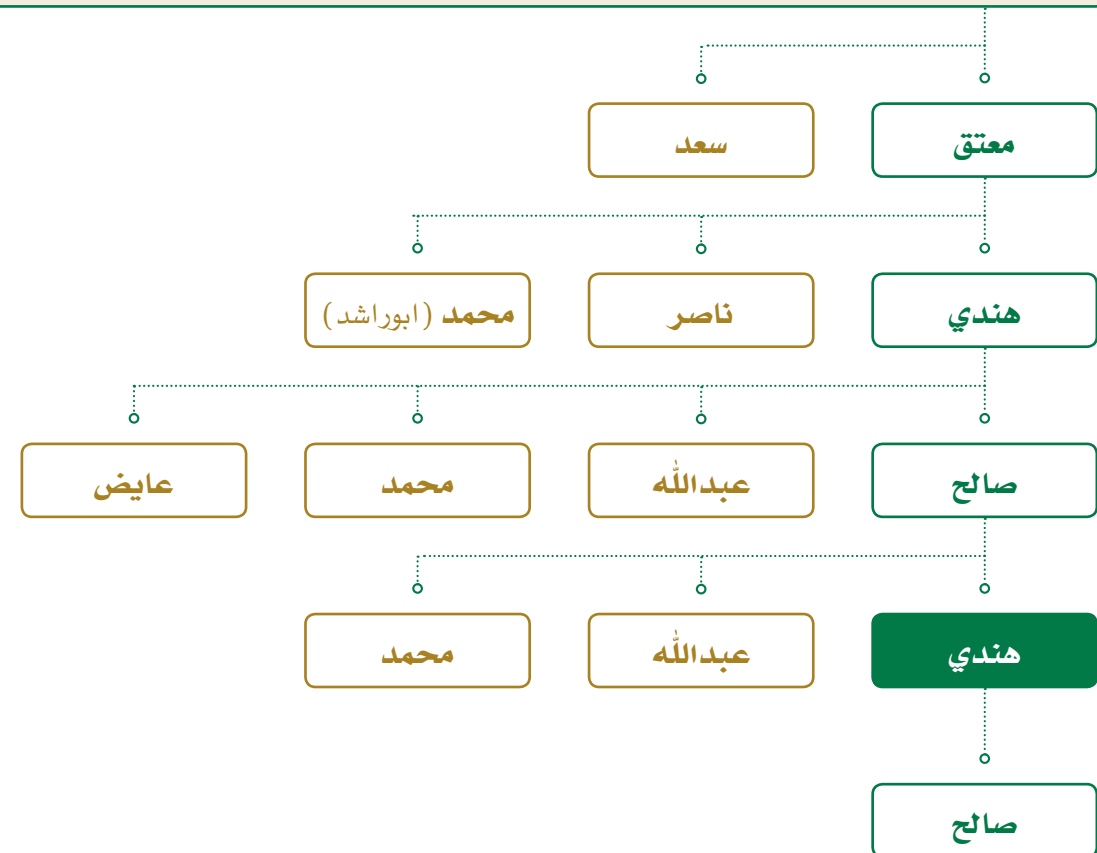 معتق
سعد
هندي
ناصر
محمد (ابوراشد)
صالح
عبدالله
محمد
عايض
هندي
عبدالله
محمد
صالح